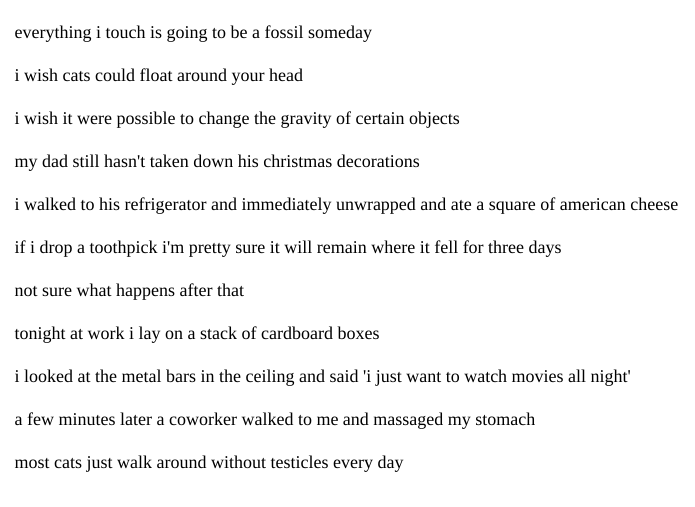 everything i touch is going to be a fossil someday
i wish cats could float around your head
i wish it were possible to change the gravity of certain objects
my dad still hasn't taken down his christmas decorations
i walked to his refrigerator and immediately unwrapped and ate a square of american cheese
if i drop a toothpick i'm pretty sure it will remain where it fell for three days
not sure what happens after that
tonight at work i lay on a stack of cardboard boxes
i looked at the metal bars in the ceiling and said 'i just want to watch movies all night'
a few minutes later a coworker walked to me and massaged my stomach
most cats just walk around without testicles every day